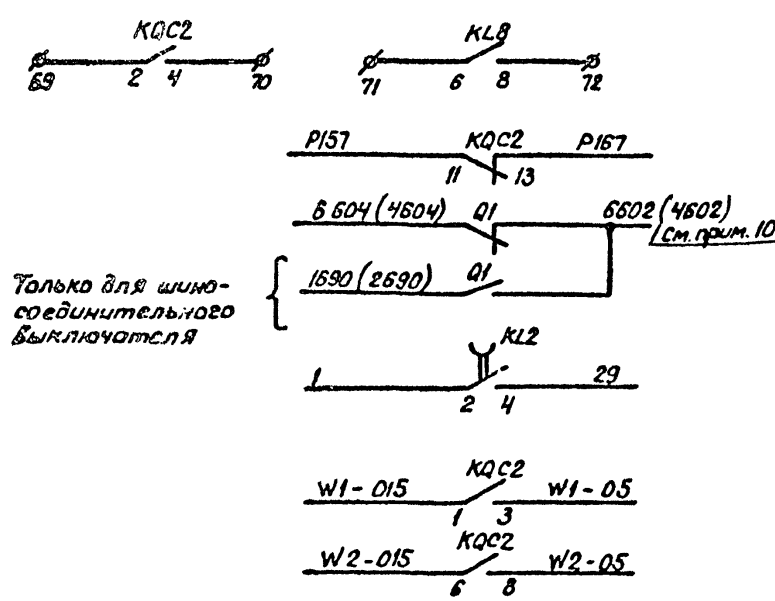 KQC2 KL8
69 2 4 70 71 6 8 72
P157 KQC2 P167
11 13
6604 (4604) Q1 6602 (4602)
см. прим. 10
1690 (2690) Q1
Только для шино-
соединительного
выключателя
KL2
1 29
2 4
KQC2
W1-015 W1-05
1 3
KQC2
W2-015 W2-05
6 8